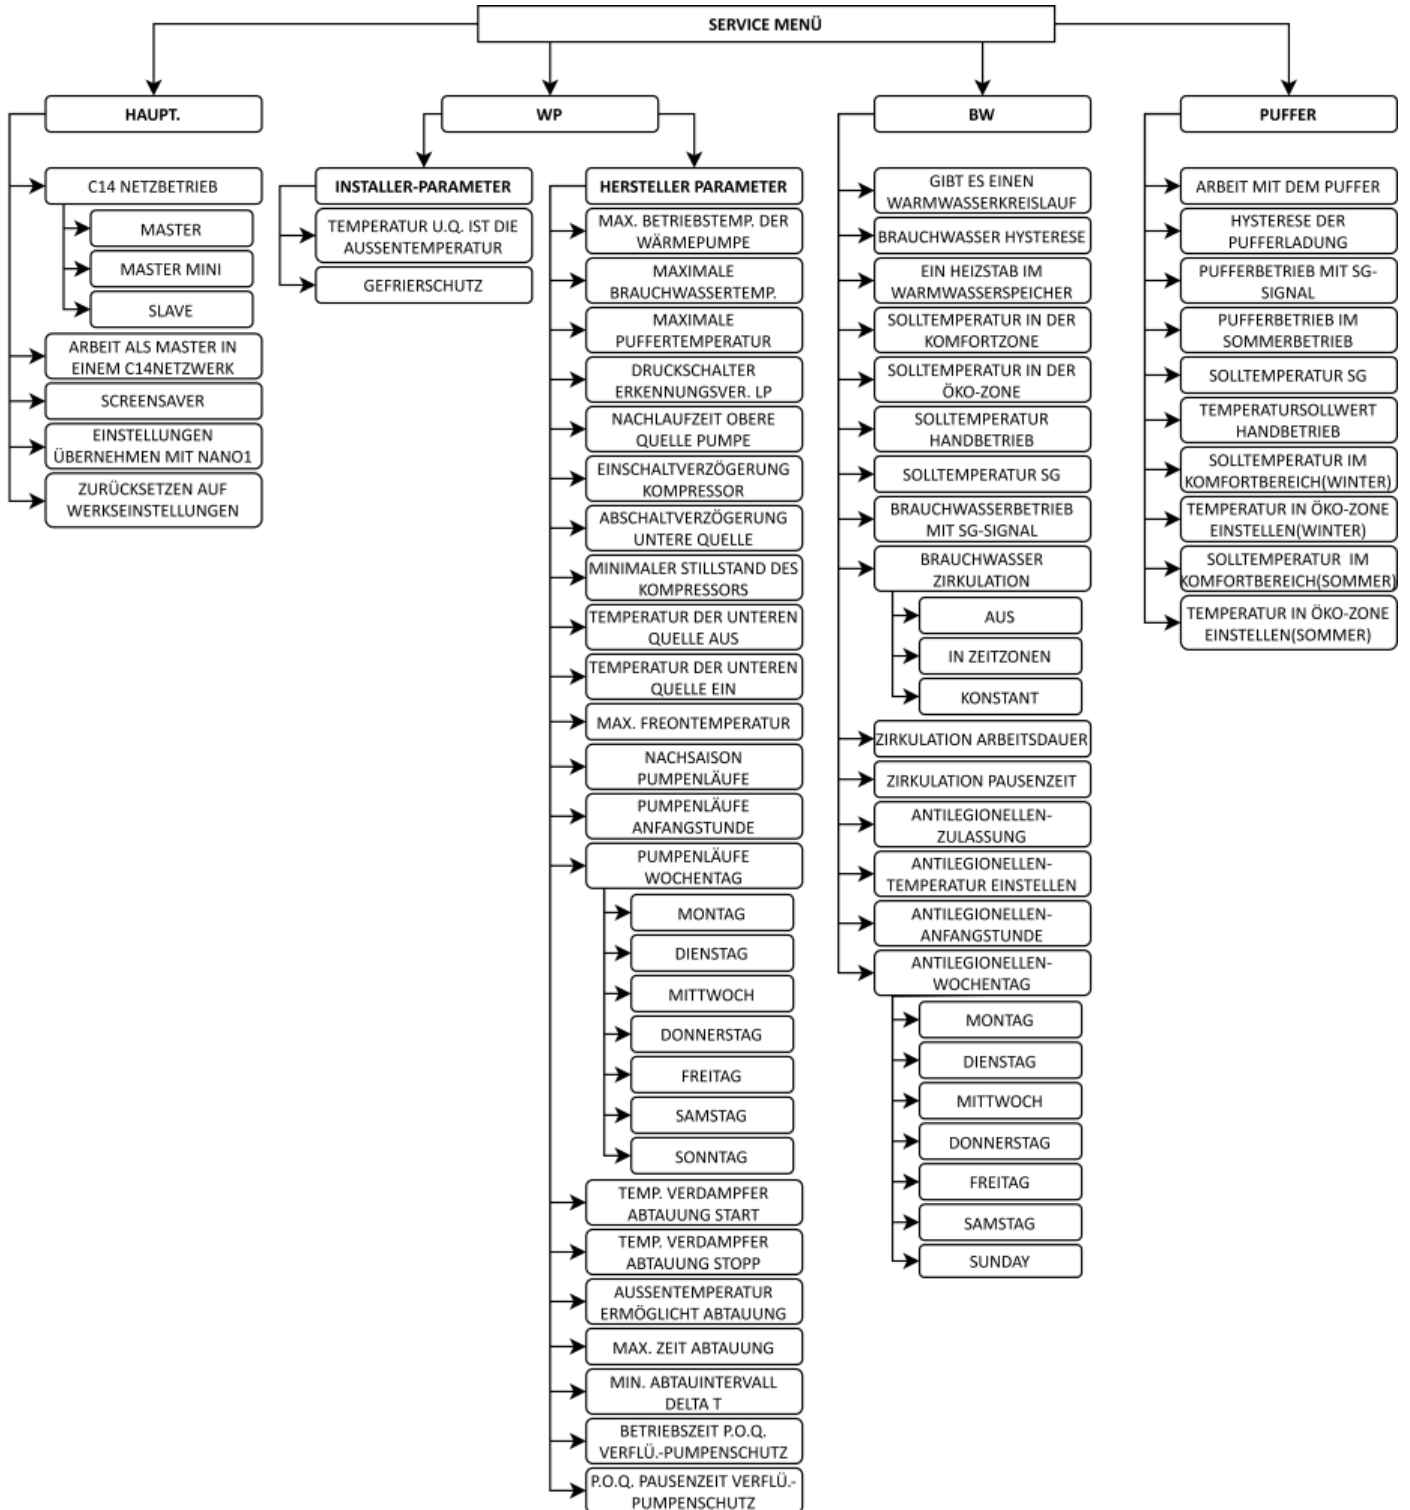 SERVICE MENÜ
HAUPT.
C14 NETZBETRIEB
MASTER
MASTER MINI
SLAVE
ARBEIT ALS MASTER IN
EINEM C14NETZWERK
SCREENSAVER
EINSTELLUNGEN
ÜBERNEHMEN MIT NANO1
ZURÜCKSETZEN AUF
WERKSEINSTELLUNGEN
WP
INSTALLER-PARAMETER
TEMPERATUR U.Q. IST DIE
AUSSENTEMPERATUR
GEFRIERSCHUTZ
HERSTELLER PARAMETER
MAX. BETRIEBSTEMP. DER
WÄRMEPUMPE
MAXIMALE
BRAUCHWASSERTEMP.
MAXIMALE
PUFFERTEMPERATUR
DRUCKSCHALTER
ERKENNUNGSVER. LP
NACHLAUFZEIT OBERE
QUELLE PUMPE
EINSCHALTVERZÖGERUNG
KOMPRESSOR
ABSCHALTVERZÖGERUNG
UNTERE QUELLE
MINIMALER STILLSTAND DES
KOMPRESSORS
TEMPERATUR DER UNTEREN
QUELLE AUS
TEMPERATUR DER UNTEREN
QUELLE EIN
MAX. FREONTEMPERATUR
NACHSAISON
PUMPENLÄUFE
PUMPENLÄUFE
ANFANGSTUNDE
PUMPENLÄUFE
WOCHENTAG
MONTAG
DIENSTAG
MITTWOCH
DONNERSTAG
FREITAG
SAMSTAG
SONNTAG
TEMP. VERDAMPFER
ABTAUUNG START
TEMP. VERDAMPFER
ABTAUUNG STOPP
AUSSENTEMPERATUR
ERMÖGLICHT ABTAUUNG
MAX. ZEIT ABTAUUNG
MIN. ABTAUINTERVALL
DELTA T
BETRIEBSZEIT P.O.Q.
VERFLÜ.-PUMPENSCHUTZ
P.O.Q. PAUSENZEIT VERFLÜ.-
PUMPENSCHUTZ
BW
GIBT ES EINEN
WARMWASSERKREISLAUF
BRAUCHWASSER HYSTERESE
EIN HEIZSTAB IM
WARMWASSERSPEICHER
SOLLTEMPERATUR IN DER
KOMFORTZONE
SOLLTEMPERATUR IN DER
ÖKO-ZONE
SOLLTEMPERATUR
HANDBETRIEB
SOLLTEMPERATUR SG
BRAUCHWASSERBETRIEB
MIT SG-SIGNAL
BRAUCHWASSER
ZIRKULATION
AUS
IN ZEITZONEN
KONSTANT
ZIRKULATION ARBEITSDAUER
ZIRKULATION PAUSENZEIT
ANTILEGIONELLEN-
ZULASSUNG
ANTILEGIONELLEN-
TEMPERATUR EINSTELLEN
ANTILEGIONELLEN-
ANFANGSTUNDE
ANTILEGIONELLEN-
WOCHENTAG
MONTAG
DIENSTAG
MITTWOCH
DONNERSTAG
FREITAG
SAMSTAG
SUNDAY
PUFFER
ARBEIT MIT DEM PUFFER
HYSTERESE DER
PUFERLADUNG
PUFERBETRIEB MIT SG-
SIGNAL
PUFERBETRIEB IM
SOMMERBETRIEB
SOLLTEMPERATUR SG
TEMPERATURSOLLWERT
HANDBETRIEB
SOLLTEMPERATUR IM
KOMFORTBEREICH(WINTER)
TEMPERATUR IN ÖKO-ZONE
EINSTELLEN(WINTER)
SOLLTEMPERATUR IM
KOMFORTBEREICH(SOMMER)
TEMPERATUR IN ÖKO-ZONE
EINSTELLEN(SOMMER)